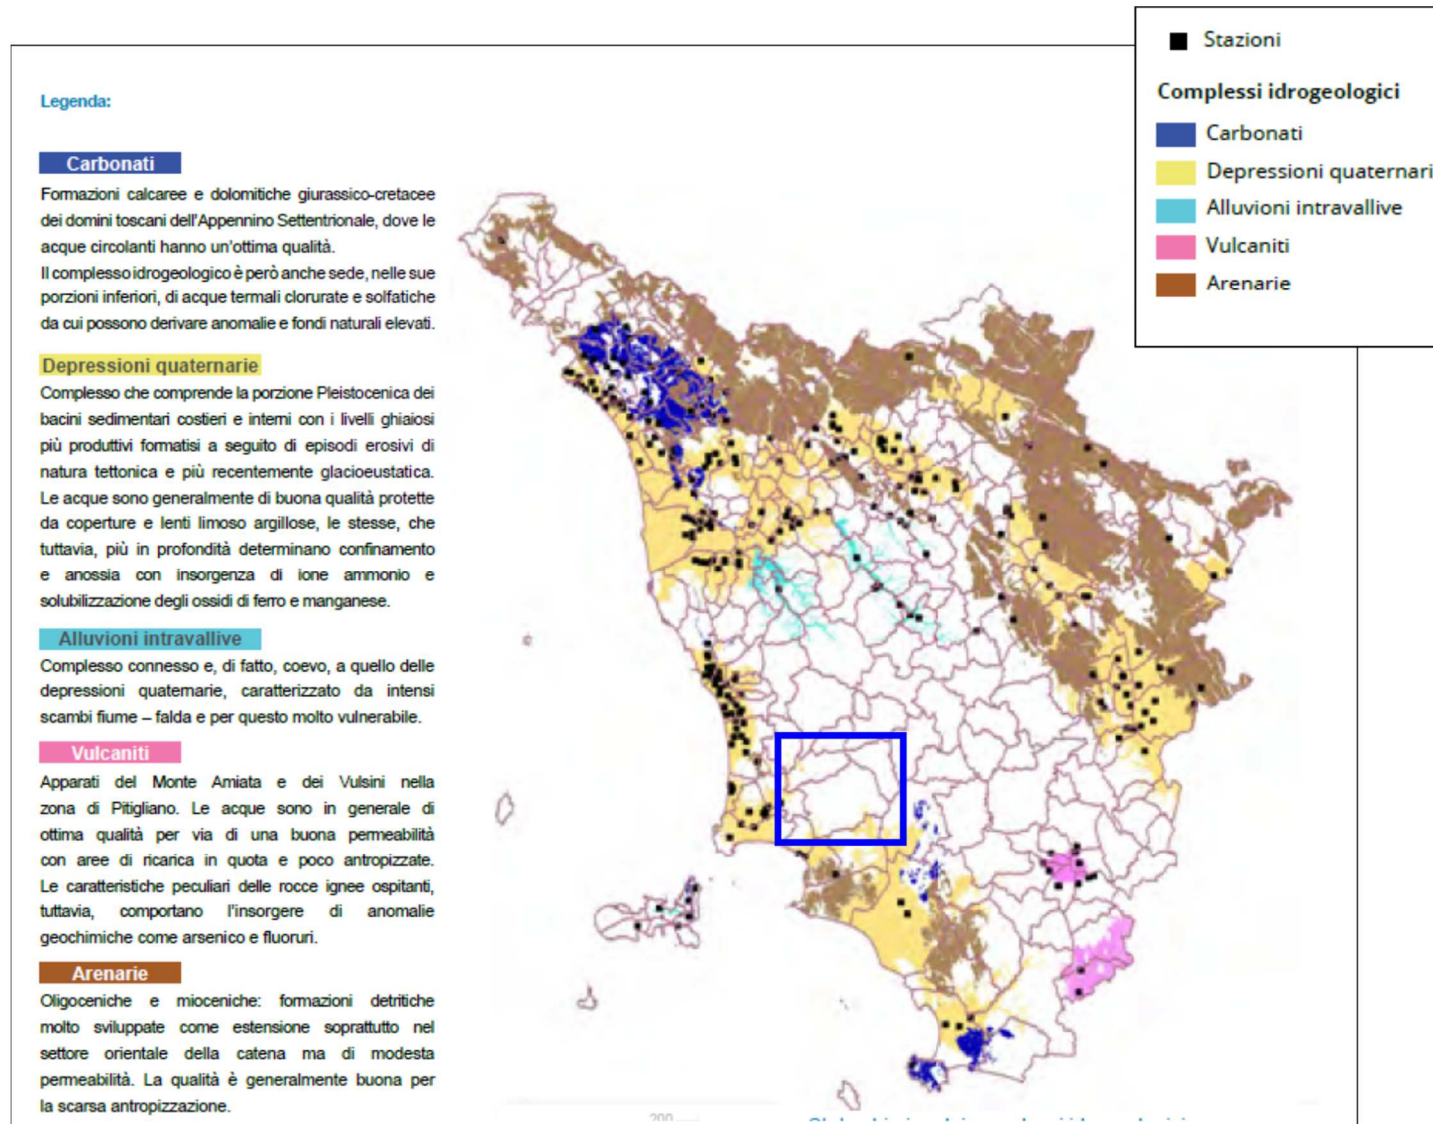 Stazioni
Complessi idrogeologici
Carbonati
Depressioni quaternari
Alluvioni intravallive
Vulcaniti
Arenarie
Legenda:
Carbonati
Formazioni calcaree e dolomitiche giurassico-cretacee
dei domini toscani dell'Appennino Settentrionale, dove le
acque circolanti hanno un'ottima qualità.
Il complesso idrogeologico è però anche sede, nelle sue
porzioni inferiori, di acque termali clorurate e solfatiche
da cui possono derivare anomalie e fondi naturali elevati.
Depressioni quaternarie
Complesso che comprende la porzione Pleistocenica dei
bacini sedimentari costieri e interni con i livelli ghiaiosi
più produttivi formatisi a seguito di episodi erosivi di
natura tettonica e più recentemente glacioeustatica.
Le acque sono generalmente di buona qualità protette
da coperture e lenti limoso argillose, le stesse, che
tuttavia, più in profondità determinano confinamento
e anossia con insorgenza di ione ammonio e
solubilizzazione degli ossidi di ferro e manganese.
Alluvioni intravallive
Complesso connesso e, di fatto, coevo, a quello delle
depressioni quaternarie, caratterizzato da intensi
scambi fiume – falda e per questo molto vulnerabile.
Vulcaniti
Apparati del Monte Amiata e dei Vulsini nella
zona di Pitigliano. Le acque sono in generale di
ottima qualità per via di una buona permeabilità
con aree di ricarica in quota e poco antropizzate.
Le caratteristiche peculiari delle rocce ignee ospitanti,
tuttavia, comportano l'insorgere di anomalie
geochimiche come arsenico e fluoruri.
Arenarie
Oligoceniche e mioceniche: formazioni detritiche
molto sviluppate come estensione soprattutto nel
settore orientale della catena ma di modesta
permeabilità. La qualità è generalmente buona per
la scarsa antropizzazione.
200